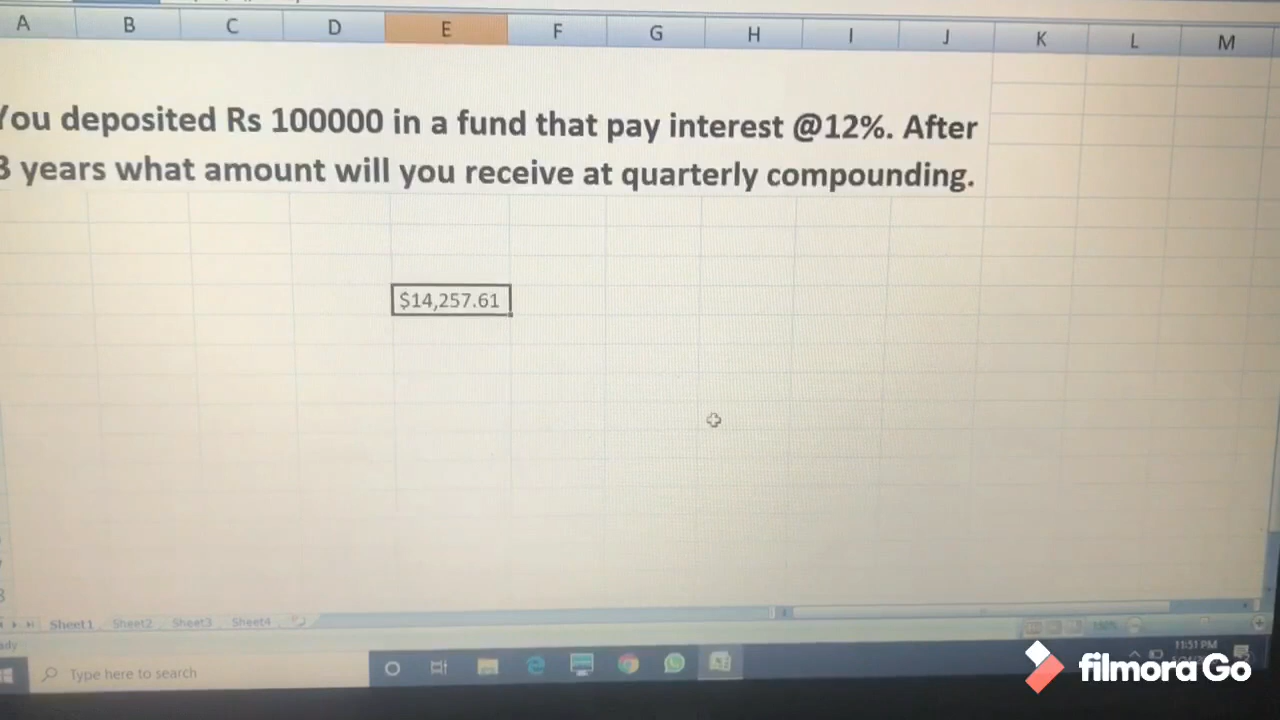 A B C D E F G H I J K L M
You deposited Rs 100000 in a fund that pay interest @12%. After
3 years what amount will you receive at quarterly compounding.
$14,257.61
Sheet1 Sheet2 Sheet3 Sheet4
Type here to search
11:51 PM
filmora Go